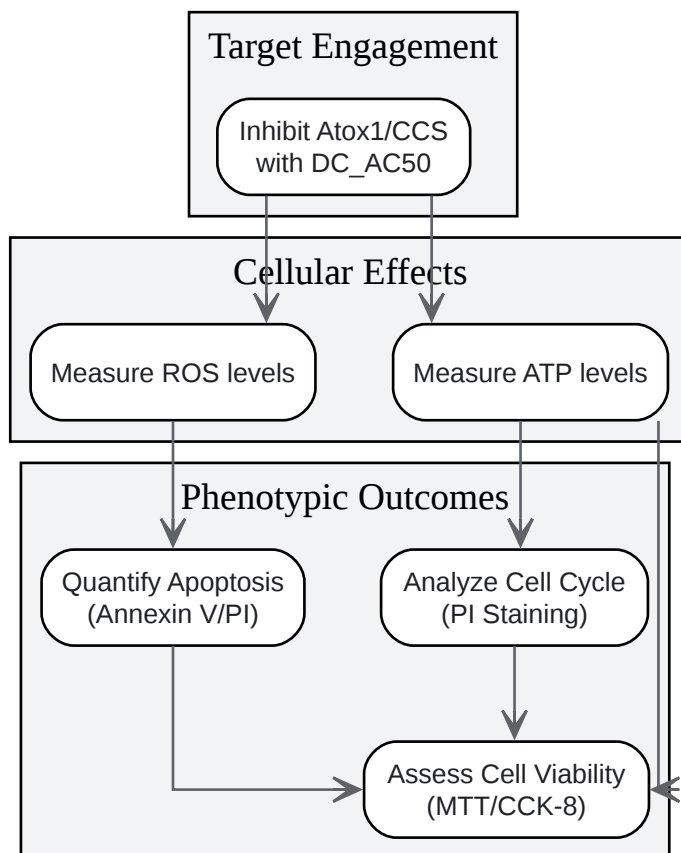 Target Engagement
Inhibit Atox1/CCS
with DC_AC50
Cellular Effects
Measure ROS levels
Measure ATP levels
Phenotypic Outcomes
Quantify Apoptosis
(Annexin V/PI)
Analyze Cell Cycle
(PI Staining)
Assess Cell Viability
(MTT/CCK-8)